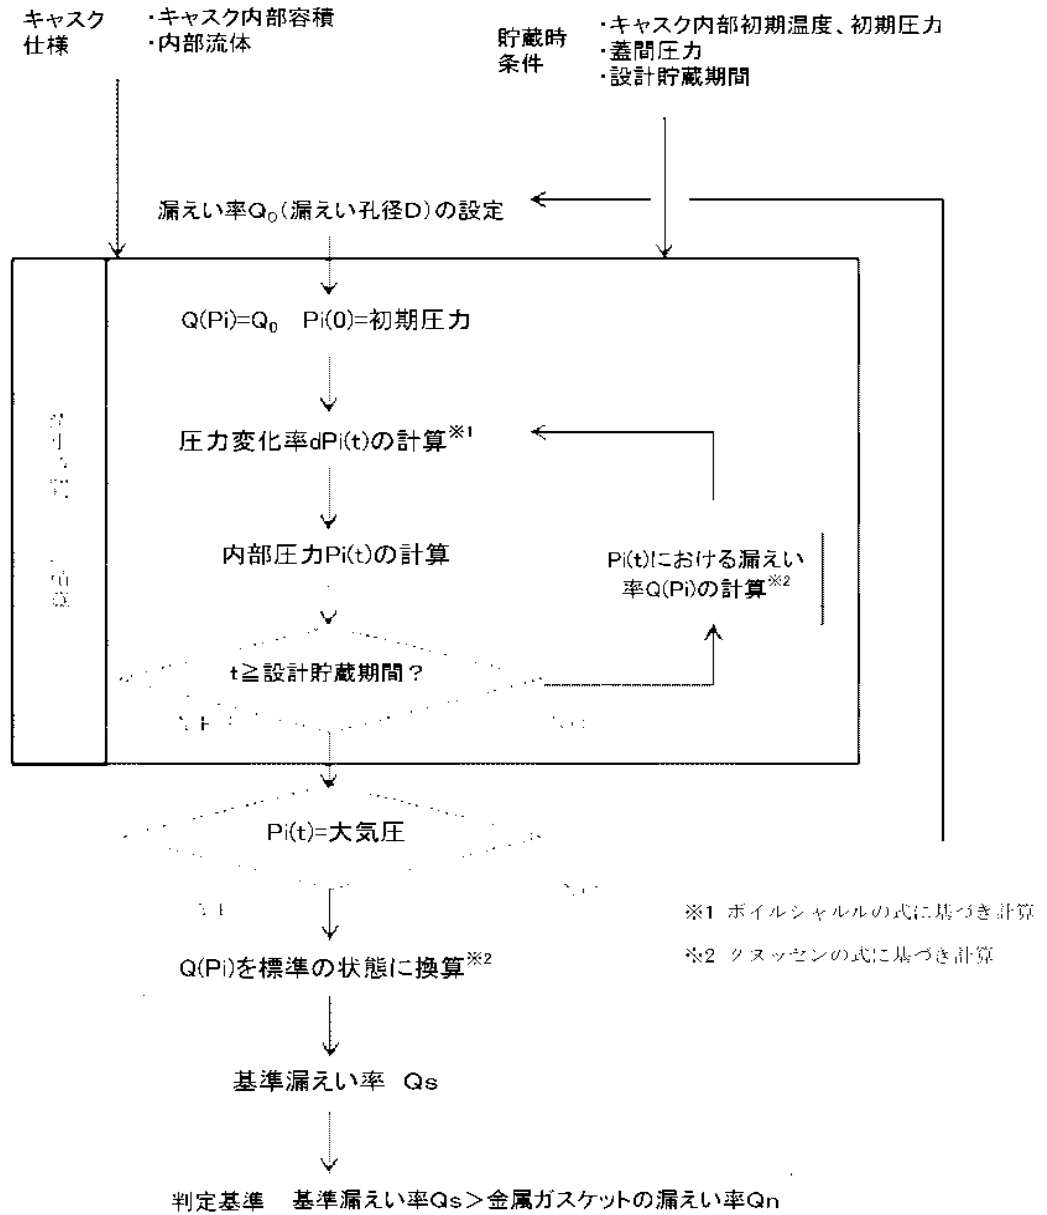 キャスク
仕様
・キャスク内部容積
・内部流体
貯蔵時
条件
・キャスク内部初期温度、初期圧力
・蓋間圧力
・設計貯蔵期間
漏えい率Q₀(漏えい孔径D)の設定
Q(Pi)=Q₀ Pi(0)=初期圧力
圧力変化率dPi(t)の計算※1
内部圧力Pi(t)の計算
Pi(t)における漏えい
率Q(Pi)の計算※2
t≧設計貯蔵期間？
Pi(t)=大気圧
※1 ボイルシャルルの式に基づき計算
※2 クヌッセンの式に基づき計算
Q(Pi)を標準の状態に換算※2
基準漏えい率 Qs
判定基準 基準漏えい率Qs＞金属ガスケットの漏えい率Qn